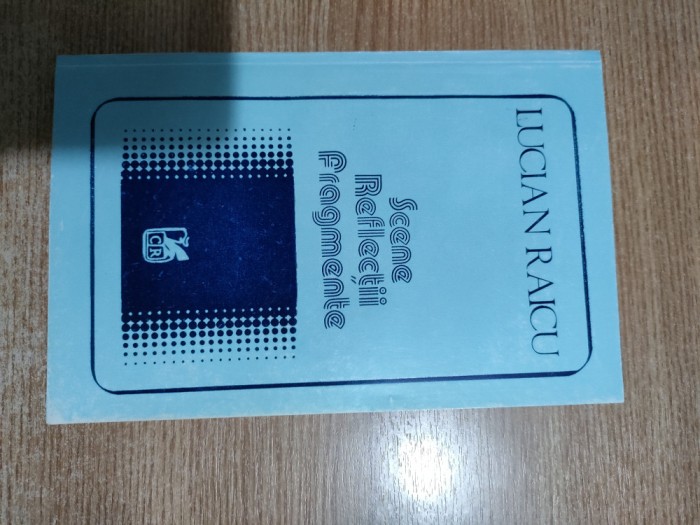 LUCIAN RAICU
Scene
Reflecții
Fragmente
CR